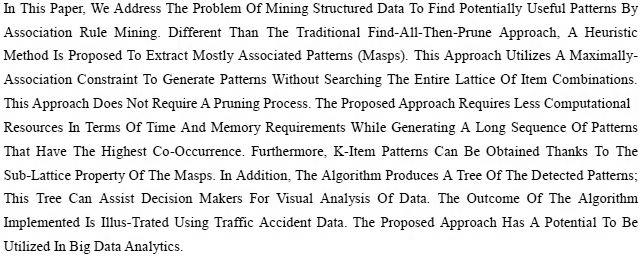 In This Paper, We Address The Problem Of Mining Structured Data To Find Potentially Useful Patterns By
Association Rule Mining. Different Than The Traditional Find-All-Then-Prune Approach, A Heuristic
Method Is Proposed To Extract Mostly Associated Patterns (Masps). This Approach Utilizes A Maximally-
Association Constraint To Generate Patterns Without Searching The Entire Lattice Of Item Combinations.
This Approach Does Not Require A Pruning Process. The Proposed Approach Requires Less Computational
Resources In Terms Of Time And Memory Requirements While Generating A Long Sequence Of Patterns
That Have The Highest Co-Occurrence. Furthermore, K-Item Patterns Can Be Obtained Thanks To The
Sub-Lattice Property Of The Masps. In Addition, The Algorithm Produces A Tree Of The Detected Patterns;
This Tree Can Assist Decision Makers For Visual Analysis Of Data. The Outcome Of The Algorithm
Implemented Is Illus-Trated Using Traffic Accident Data. The Proposed Approach Has A Potential To Be
Utilized In Big Data Analytics.